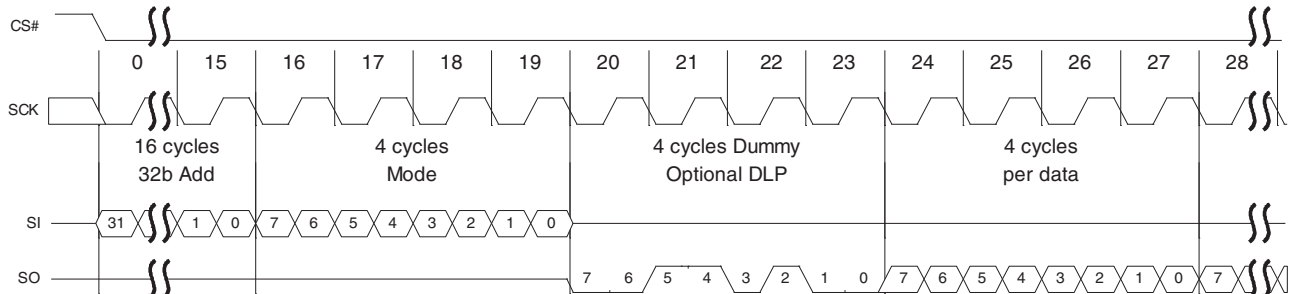 CS#
0 15 16 17 18 19 20 21 22 23 24 25 26 27 28
SCK
16 cycles 4 cycles 4 cycles Dummy 4 cycles
32b Add Mode Optional DLP per data
SI 31 1 0 7 6 5 4 3 2 1 0
SO 7 6 5 4 3 2 1 0 7 6 5 4 3 2 1 0 7